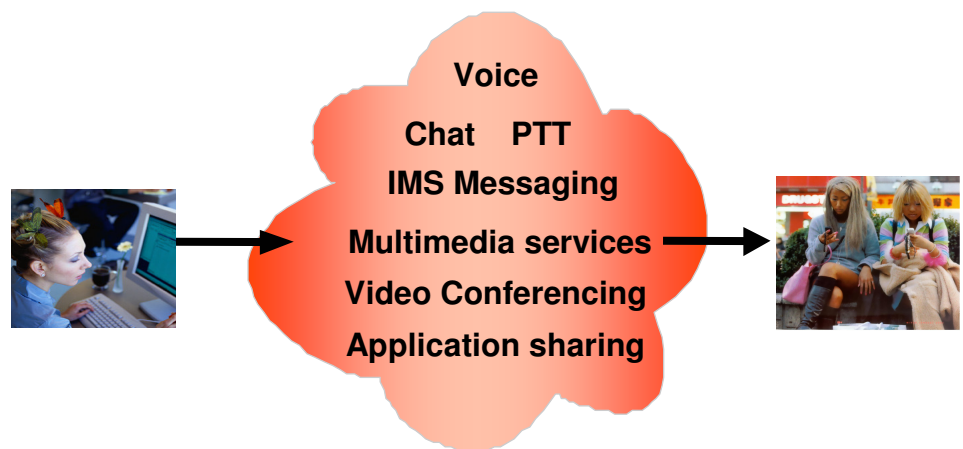 Voice
Chat PTT
IMS Messaging
Multimedia services
Video Conferencing
Application sharing